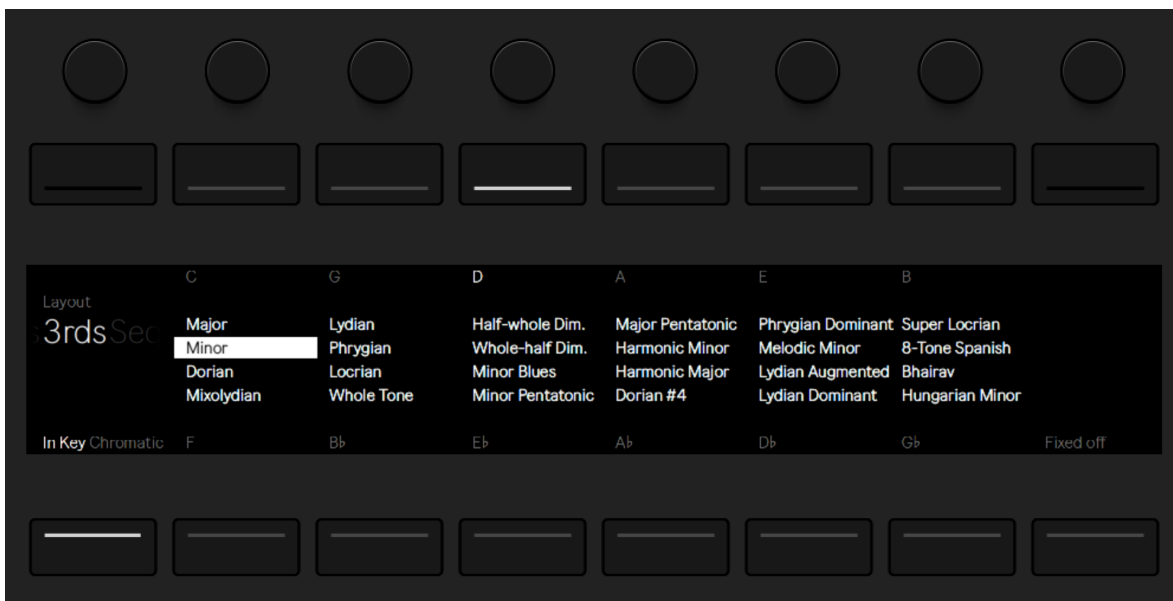 C G D A E B
Layout
s 3rds Sec
Major Lydian Half-whole Dim. Major Pentatonic Phrygian Dominant Super Locrian
Minor Phrygian Whole-half Dim. Harmonic Minor Melodic Minor 8-Tone Spanish
Dorian Locrian Minor Blues Harmonic Major Lydian Augmented Bhairav
Mixolydian Whole Tone Minor Pentatonic Dorian #4 Lydian Dominant Hungarian Minor
In Key Chromatic F B♭ E♭ A♭ D♭ G♭ Fixed off